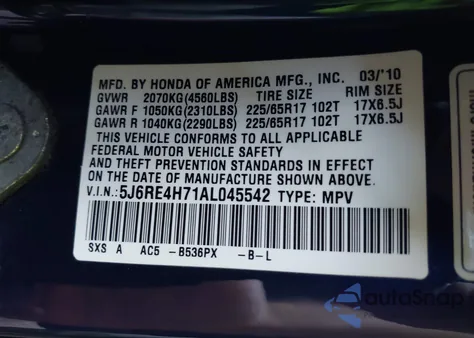 MFD. BY HONDA OF AMERICA MFG., INC. 03/'10
GVWR 2070KG(4560LBS) TIRE SIZE RIM SIZE
GAWR F 1050KG(2310LBS) 225/65R17 102T 17X6.5J
GAWR R 1040KG(2290LBS) 225/65R17 102T 17X6.5J
THIS VEHICLE CONFORMS TO ALL APPLICABLE
FEDERAL MOTOR VEHICLE SAFETY
AND THEFT PREVENTION STANDARDS IN EFFECT
ON THE DATE OF MANUFACTURE SHOWN ABOVE.
V.I.N.: 5J6RE4H71AL045542 TYPE: MPV
SXS A AC5 -B536PX -B-L
autoSnap